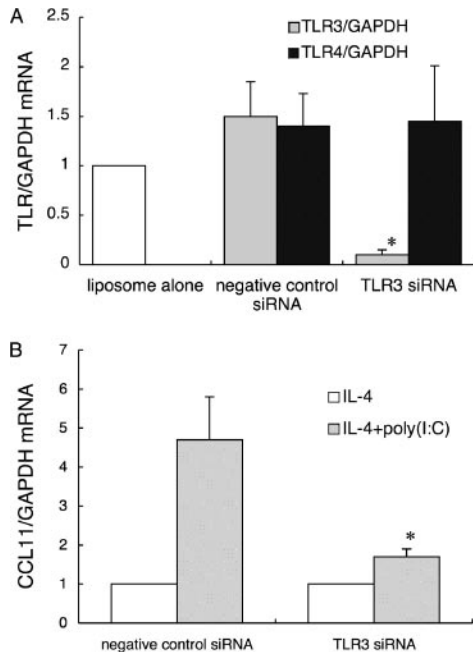 A
TLR3/GAPDH
TLR4/GAPDH
TLR/GAPDH mRNA
2.5
2
1.5
1
0.5
0
*
liposome alone
negative control
siRNA
TLR3 siRNA
B
IL-4
IL-4+poly(I:C)
CCL11/GAPDH mRNA
7
6
5
4
3
2
1
0
*
negative control siRNA
TLR3 siRNA